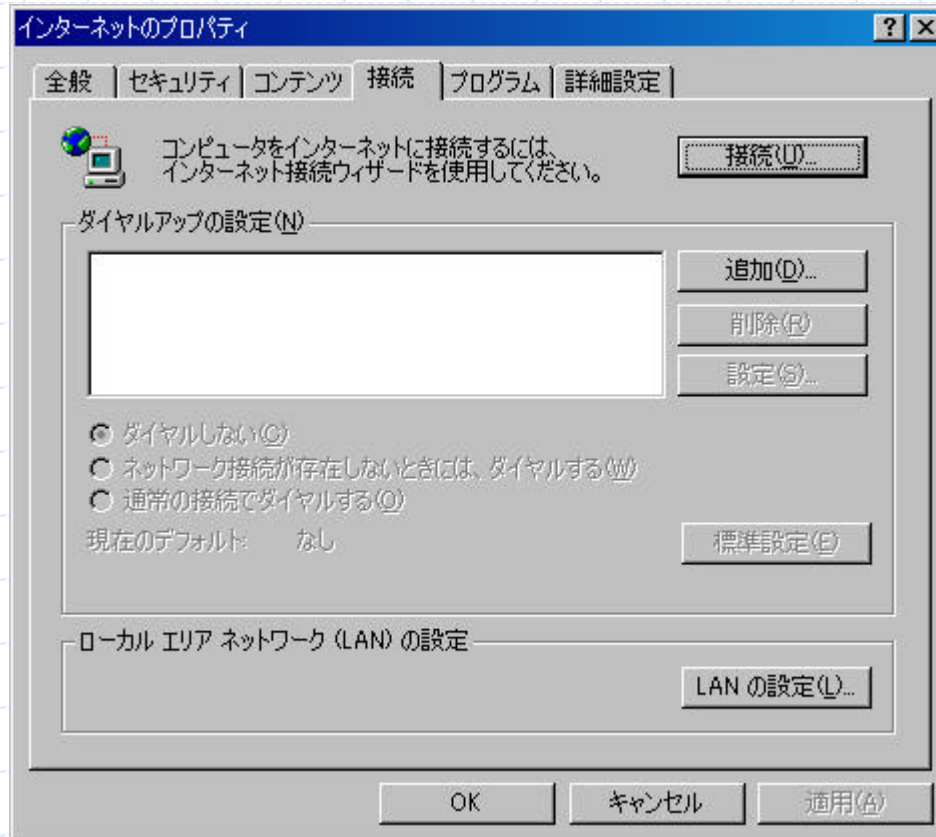 インターネットのプロパティ
全般 セキュリティ コンテンツ 接続 プログラム 詳細設定
コンピュータをインターネットに接続するには、
インターネット接続ウィザードを使用してください。
接続(U)...
ダイヤルアップの設定(N)
追加(D)...
削除(R)
設定(S)...
ダイヤルしない(C)
ネットワーク接続が存在しないときには、ダイヤルする(W)
通常の接続でダイヤルする(O)
現在のデフォルト: なし
標準設定(E)
ローカル エリア ネットワーク (LAN) の設定
LAN の設定(L)...
OK キャンセル 適用(A)